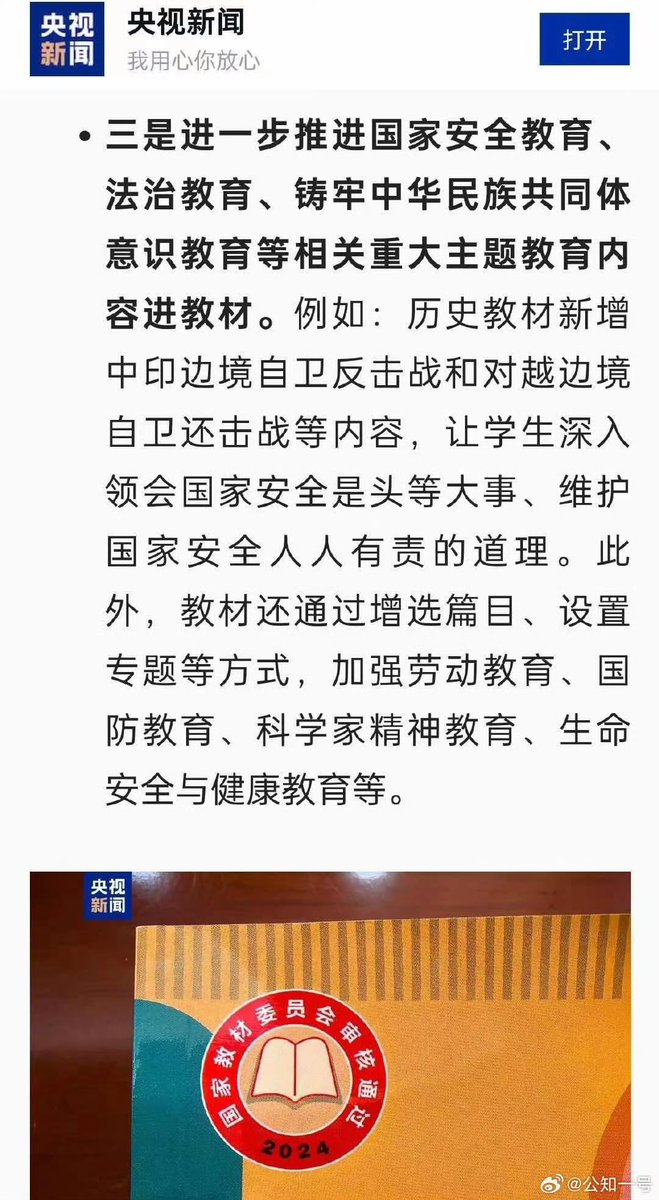 央视
新闻
央视新闻
我用心你放心
打开
三是进一步推进国家安全教育、
法治教育、铸牢中华民族共同体
意识教育等相关重大主题教育内
容进教材。例如：历史教材新增
中印边境自卫反击战和对越边境
自卫还击战等内容，让学生深入
领会国家安全是头等大事、维护
国家安全人人有责的道理。此
外，教材还通过增选篇目、设置
专题等方式，加强劳动教育、国
防教育、科学家精神教育、生命
安全与健康教育等。
央视
新闻
国家教材委员会审核通过
2024
@公知一号